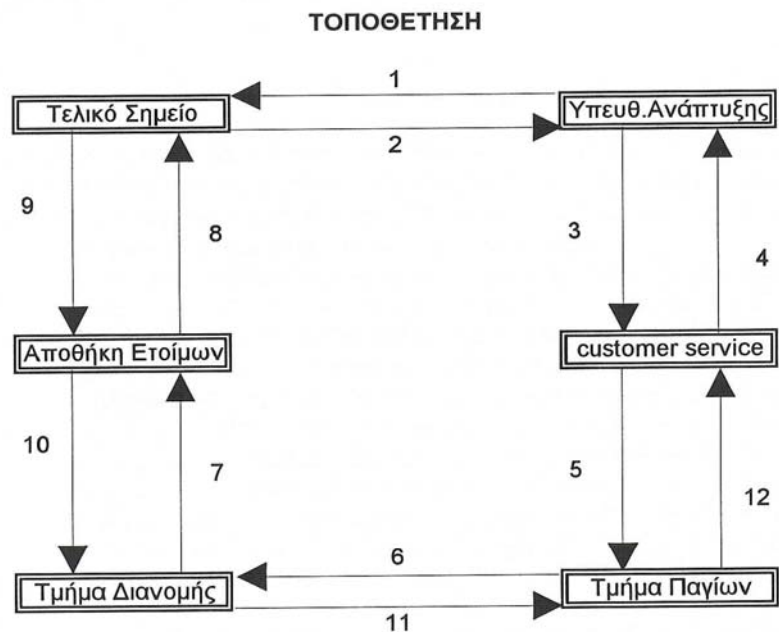 ΤΟΠΟΘΕΤΗΣΗ
1
Τελικό Σημείο
Υπευθ.Ανάπτυξης
2
9
8
3
4
Αποθήκη Ετοίμων
customer service
10
7
5
12
6
Τμήμα Διανομής
Τμήμα Παγίων
11